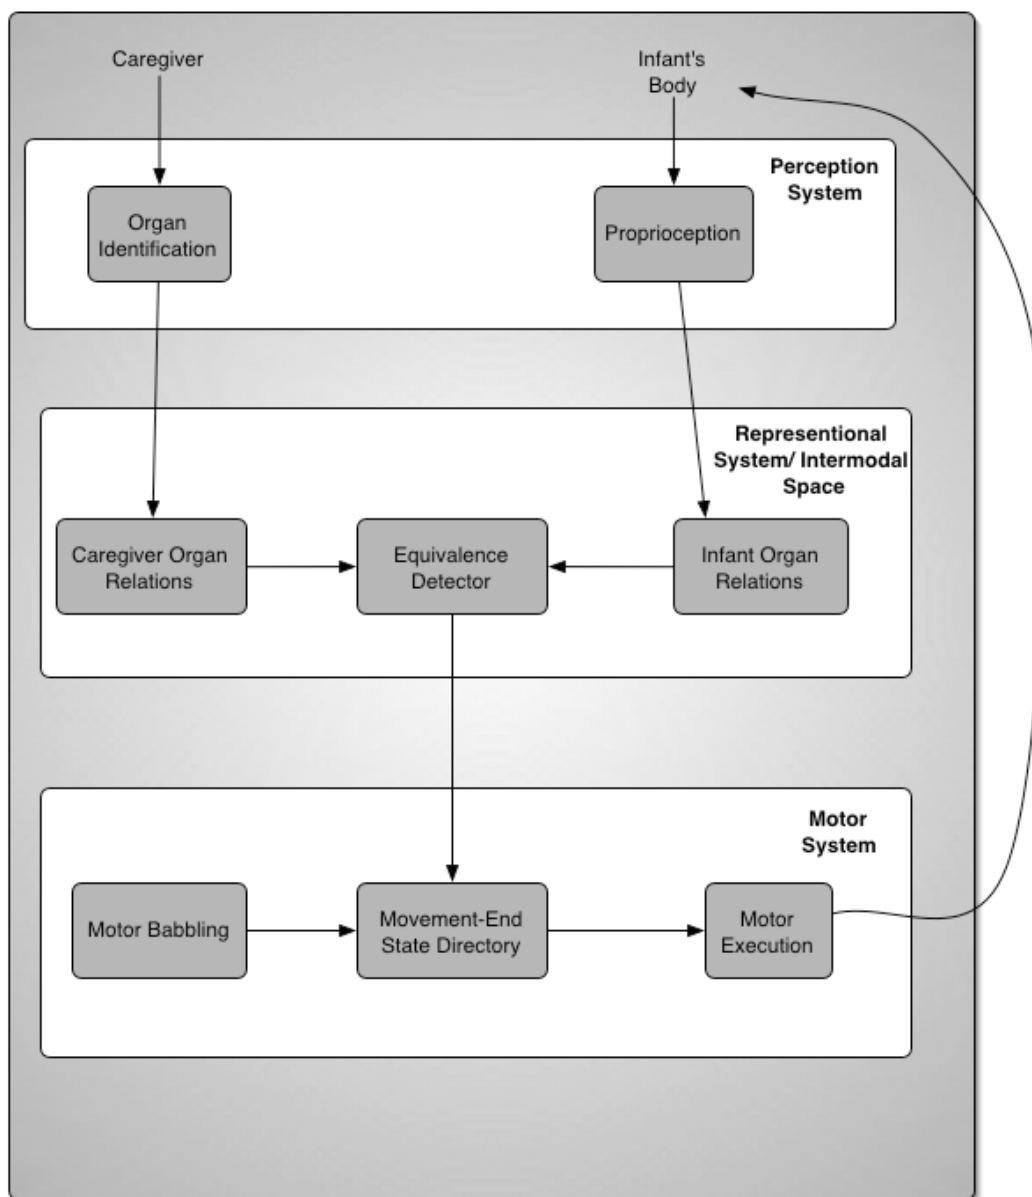 Caregiver
Infant's
Body
Perception
System
Organ
Identification
Proprioception
Representional
System/ Intermodal
Space
Caregiver Organ
Relations
Equivalence
Detector
Infant Organ
Relations
Motor
System
Motor Babbling
Movement-End
State Directory
Motor
Execution